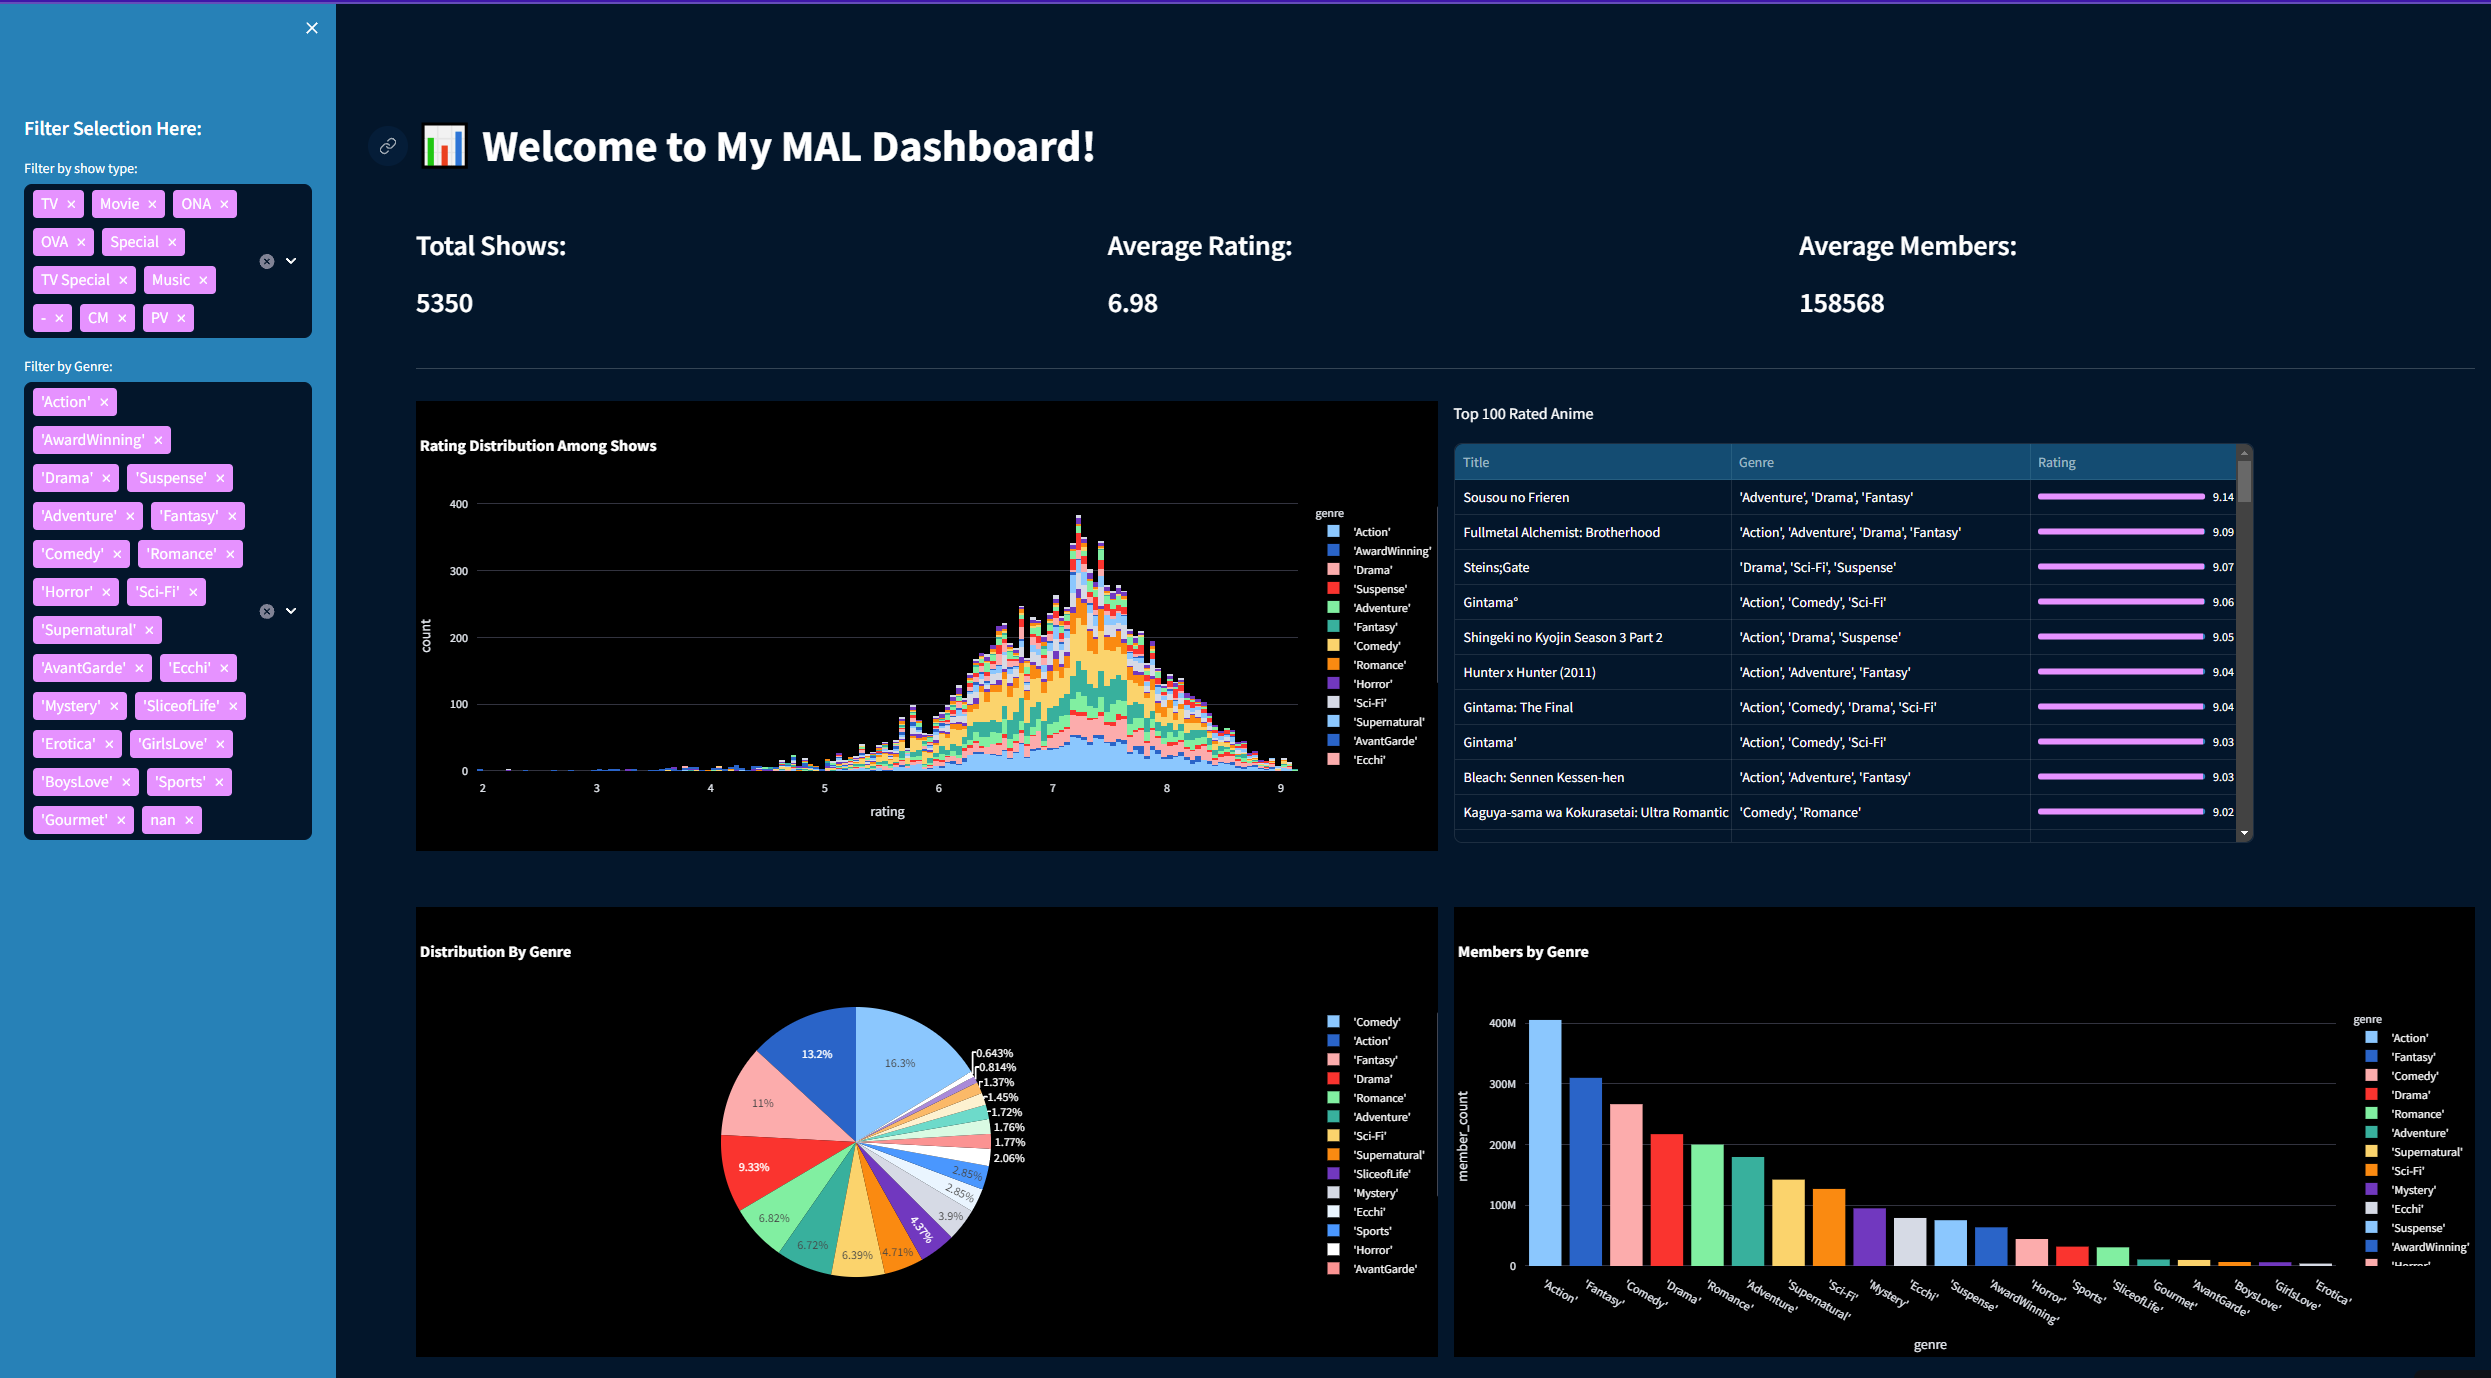 Filter Selection Here:
Filter by show type:
TV × Movie × ONA ×
OVA × Special ×
TV Special × Music ×
- × CM × PV ×
Filter by Genre:
'Action' ×
'AwardWinning' ×
'Drama' × 'Suspense' ×
'Adventure' × 'Fantasy' ×
'Comedy' × 'Romance' ×
'Horror' × 'Sci-Fi' ×
'Supernatural' ×
'AvantGarde' × 'Ecchi' ×
'Mystery' × 'SliceofLife' ×
'Erotica' × 'GirlsLove' ×
'BoysLove' × 'Sports' ×
'Gourmet' × nan ×
Welcome to My MAL Dashboard!
Total Shows:
5350
Average Rating:
6.98
Average Members:
158568
Rating Distribution Among Shows
400
300
200
100
0
count
2 3 4 5 6 7 8 9
rating
genre
'Action'
'AwardWinning'
'Drama'
'Suspense'
'Adventure'
'Fantasy'
'Comedy'
'Romance'
'Horror'
'Sci-Fi'
'Supernatural'
'AvantGarde'
'Ecchi'
Top 100 Rated Anime
Title Genre Rating
Sousou no Frieren 'Adventure', 'Drama', 'Fantasy' 9.14
Fullmetal Alchemist: Brotherhood 'Action', 'Adventure', 'Drama', 'Fantasy' 9.09
Steins;Gate 'Drama', 'Sci-Fi', 'Suspense' 9.07
Gintama° 'Action', 'Comedy', 'Sci-Fi' 9.06
Shingeki no Kyojin Season 3 Part 2 'Action', 'Drama', 'Suspense' 9.05
Hunter x Hunter (2011) 'Action', 'Adventure', 'Fantasy' 9.04
Gintama: The Final 'Action', 'Comedy', 'Drama', 'Sci-Fi' 9.04
Gintama' 'Action', 'Comedy', 'Sci-Fi' 9.03
Bleach: Sennen Kessen-hen 'Action', 'Adventure', 'Fantasy' 9.03
Kaguya-sama wa Kokurasetai: Ultra Romantic 'Comedy', 'Romance' 9.02
Distribution By Genre
16.3%
0.643%
0.814%
1.37%
1.45%
1.72%
1.76%
1.77%
2.06%
2.85%
2.85%
3.9%
4.37%
4.71%
6.39%
6.72%
6.82%
9.33%
11%
13.2%
'Comedy'
'Action'
'Fantasy'
'Drama'
'Romance'
'Adventure'
'Sci-Fi'
'Supernatural'
'SliceofLife'
'Mystery'
'Ecchi'
'Sports'
'Horror'
'AvantGarde'
Members by Genre
400M
300M
200M
100M
0
member_count
'Action' 'Fantasy' 'Comedy' 'Drama' 'Romance' 'Adventure' 'Supernatural' 'Sci-Fi' 'Mystery' 'Ecchi' 'Suspense' 'AwardWinning' 'Horror' 'Sports' 'SliceofLife' 'Gourmet' 'AvantGarde' 'BoysLove' 'GirlsLove' 'Erotica'
genre
genre
'Action'
'Fantasy'
'Comedy'
'Drama'
'Romance'
'Adventure'
'Supernatural'
'Sci-Fi'
'Mystery'
'Ecchi'
'Suspense'
'AwardWinning'
'Horror'